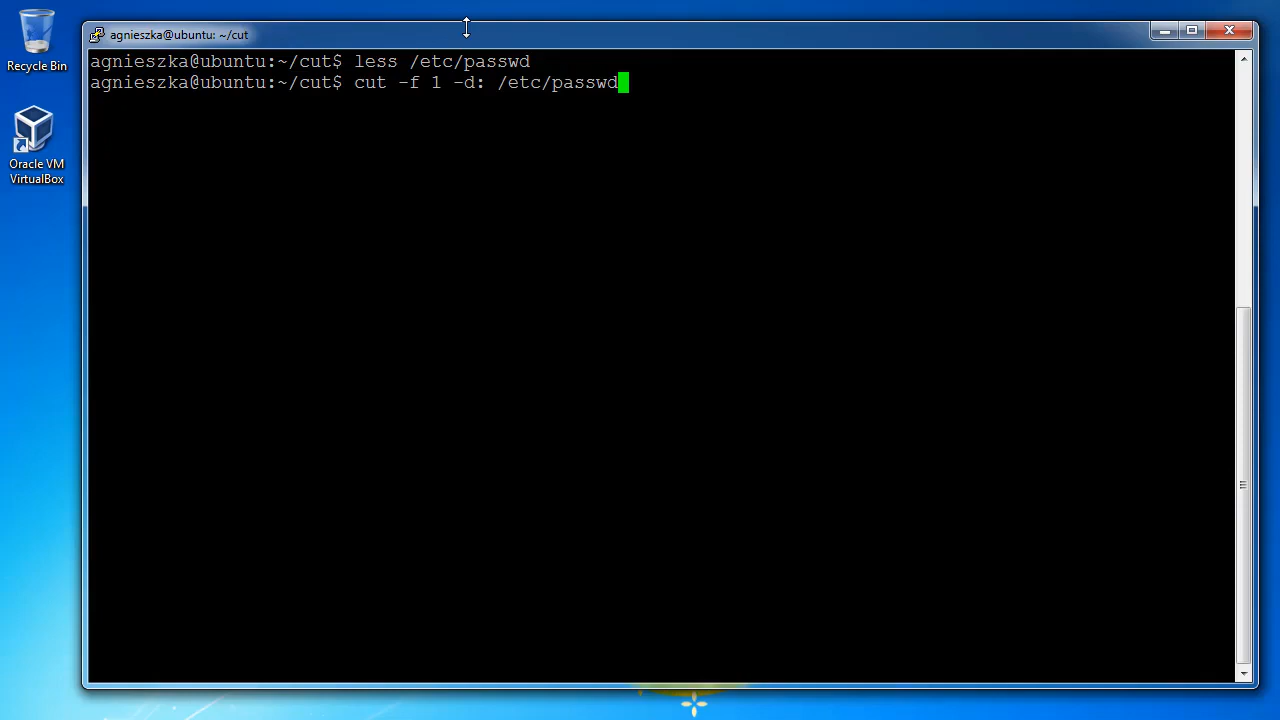 Recycle Bin
Oracle VM
VirtualBox
agnieszka@ubuntu: ~/cut
agnieszka@ubuntu:~/cut$ less /etc/passwd
agnieszka@ubuntu:~/cut$ cut -f 1 -d: /etc/passwd